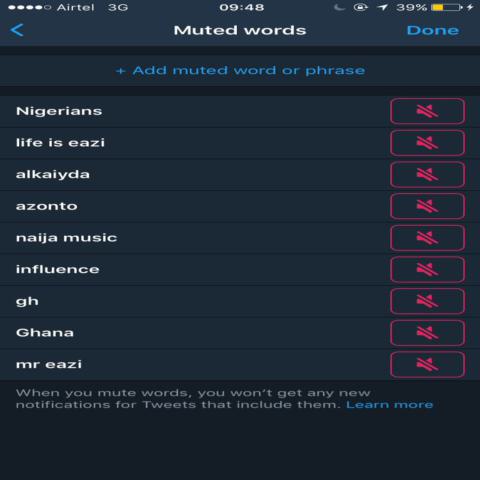 Airtel 3G 09:48 39%
Muted words Done
+ Add muted word or phrase
Nigerians
life is eazi
alkaiyda
azonto
naija music
influence
gh
Ghana
mr eazi
When you mute words, you won't get any new
notifications for Tweets that include them. Learn more